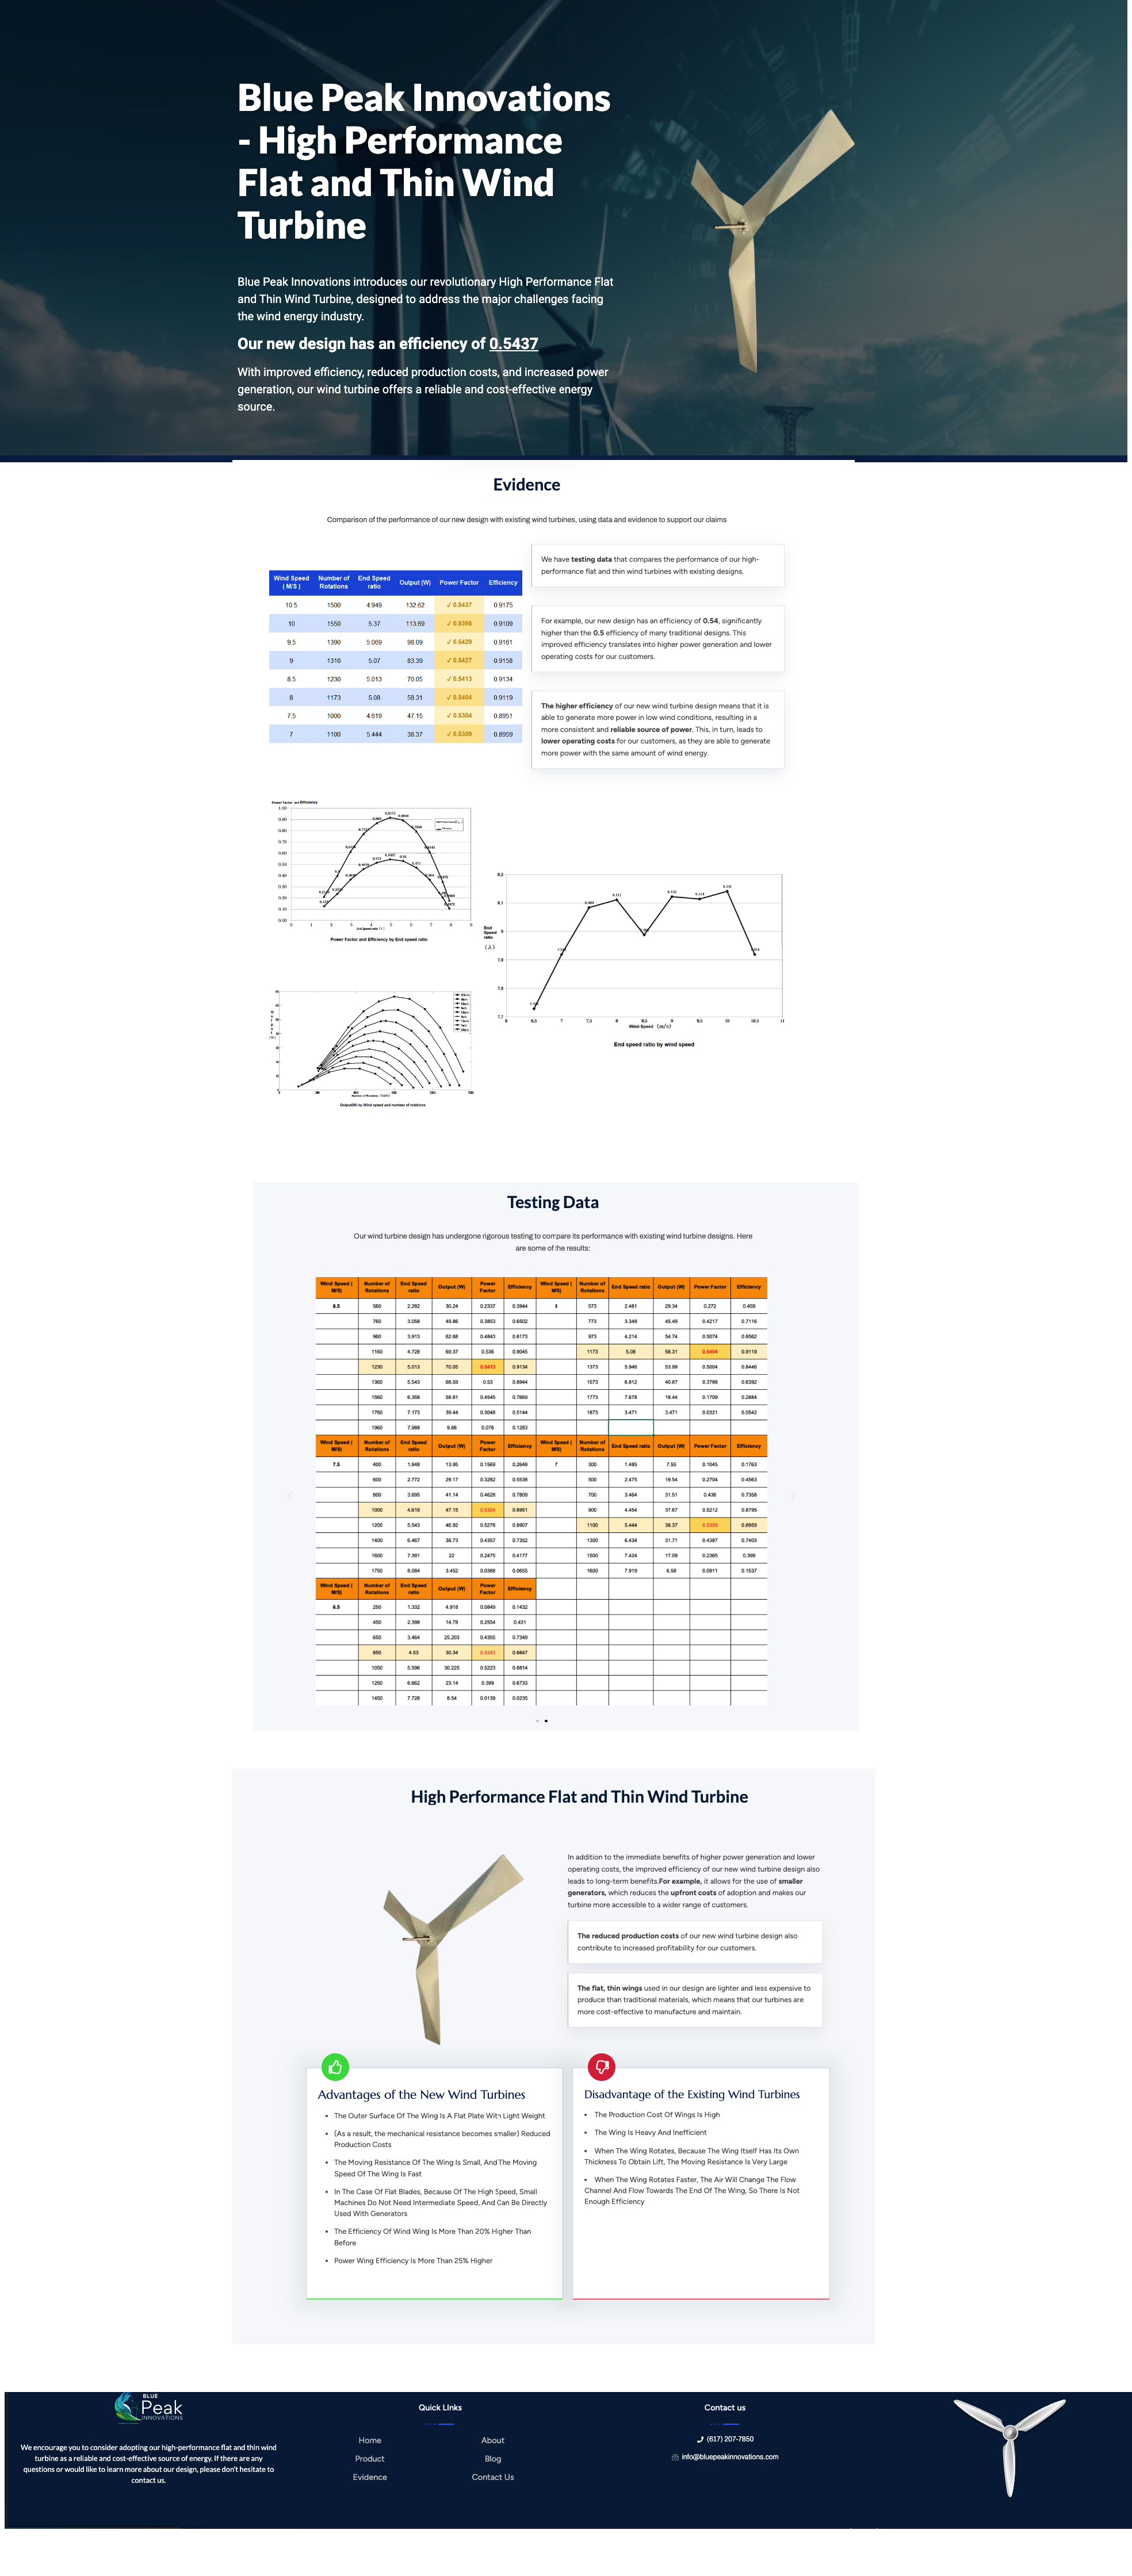 Blue Peak Innovations
- High Performance
Flat and Thin Wind
Turbine
Blue Peak Innovations introduces our revolutionary High Performance Flat
and Thin Wind Turbine, designed to address the major challenges facing
the wind energy industry.
Our new design has an efficiency of 0.5437
With improved efficiency, reduced production costs, and increased power
generation, our wind turbine offers a reliable and cost-effective energy
source.
Evidence
Comparison of the performance of our new design with existing wind turbines, using data and evidence to support our claims
Wind Speed ( M/S ) Number of Rotations End Speed ratio Output (W) Power Factor Efficiency
10.5 1500 4.949 132.62 ✓ 0.5437 0.9175
10 1550 5.37 113.69 ✓ 0.5398 0.9109
9.5 1390 5.069 98.09 ✓ 0.5429 0.9161
9 1316 5.07 83.39 ✓ 0.5427 0.9158
8.5 1230 5.013 70.05 ✓ 0.5413 0.9134
8 1173 5.08 58.31 ✓ 0.5404 0.9119
7.5 1000 4.619 47.15 ✓ 0.5304 0.8951
7 1100 5.444 38.37 ✓ 0.5309 0.8959
We have testing data that compares the performance of our high-
performance flat and thin wind turbines with existing designs.
For example, our new design has an efficiency of 0.54, significantly
higher than the 0.5 efficiency of many traditional designs. This
improved efficiency translates into higher power generation and lower
operating costs for our customers.
The higher efficiency of our new wind turbine design means that it is
able to generate more power in low wind conditions, resulting in a
more consistent and reliable source of power. This, in turn, leads to
lower operating costs for our customers, as they are able to generate
more power with the same amount of wind energy.
Power Factor and Efficiency
Power Factor and Efficiency by End speed ratio
End Speed ratio (λ)
Wind Speed (m/s)
End speed ratio by wind speed
Output(W) by Wind speed and number of rotations
Testing Data
Our wind turbine design has undergone rigorous testing to compare its performance with existing wind turbine designs. Here
are some of the results:
Wind Speed ( M/S) Number of Rotations End Speed ratio Output (W) Power Factor Efficiency Wind Speed ( M/S) Number of Rotations End Speed ratio Output (W) Power Factor Efficiency
8.5 560 2.282 30.24 0.2337 0.3944 8 573 2.481 29.34 0.272 0.459
760 3.058 49.86 0.3853 0.6502 773 3.348 45.49 0.4217 0.7116
960 3.913 62.68 0.4843 0.8173 973 4.214 54.74 0.5074 0.8562
1160 4.728 69.37 0.536 0.9045 1173 5.08 58.31 0.5404 0.9119
1230 5.013 70.05 0.5413 0.9134 1373 5.946 53.99 0.5004 0.8446
1360 5.543 68.59 0.53 0.8944 1573 6.812 40.87 0.3788 0.6392
1560 6.358 58.81 0.4545 0.7669 1773 7.678 18.44 0.1709 0.2884
1760 7.173 39.44 0.3048 0.5144 1873 3.471 3.471 0.0321 0.0542
1960 7.988 9.88 0.076 0.1283
Wind Speed ( M/S) Number of Rotations End Speed ratio Output (W) Power Factor Efficiency Wind Speed ( M/S) Number of Rotations End Speed ratio Output (W) Power Factor Efficiency
7.5 400 1.848 13.95 0.1569 0.2648 7 300 1.485 7.55 0.1045 0.1763
600 2.772 29.17 0.3282 0.5538 500 2.475 19.54 0.2704 0.4563
800 3.695 41.14 0.4628 0.7809 700 3.464 31.51 0.436 0.7358
1000 4.619 47.15 0.5304 0.8951 900 4.454 37.67 0.5212 0.8795
1200 5.543 46.92 0.5278 0.8907 1100 5.444 38.37 0.5309 0.8959
1400 6.467 38.73 0.4357 0.7352 1300 6.434 31.71 0.4387 0.7403
1600 7.391 22 0.2475 0.4177 1500 7.424 17.09 0.2365 0.399
1750 8.084 3.452 0.0388 0.0655 1600 7.919 6.58 0.0911 0.1537
Wind Speed ( M/S) Number of Rotations End Speed ratio Output (W) Power Factor Efficiency
6.5 250 1.332 4.918 0.0849 0.1432
450 2.398 14.78 0.2554 0.431
650 3.464 25.203 0.4355 0.7349
850 4.53 30.34 0.5243 0.8847
1050 5.596 30.225 0.5223 0.8814
1250 6.662 23.14 0.399 0.6733
1450 7.728 8.54 0.0139 0.0235
High Performance Flat and Thin Wind Turbine
In addition to the immediate benefits of higher power generation and lower
operating costs, the improved efficiency of our new wind turbine design also
leads to long-term benefits.For example, it allows for the use of smaller
generators, which reduces the upfront costs of adoption and makes our
turbine more accessible to a wider range of customers.
The reduced production costs of our new wind turbine design also
contribute to increased profitability for our customers.
The flat, thin wings used in our design are lighter and less expensive to
produce than traditional materials, which means that our turbines are
more cost-effective to manufacture and maintain.
Advantages of the New Wind Turbines
• The Outer Surface Of The Wing Is A Flat Plate With Light Weight
• (As a result, the mechanical resistance becomes smaller) Reduced
Production Costs
• The Moving Resistance Of The Wing Is Small, And The Moving
Speed Of The Wing Is Fast
• In The Case Of Flat Blades, Because Of The High Speed, Small
Machines Do Not Need Intermediate Speed, And Can Be Directly
Used With Generators
• The Efficiency Of Wind Wing Is More Than 20% Higher Than
Before
• Power Wing Efficiency Is More Than 25% Higher
Disadvantage of the Existing Wind Turbines
• The Production Cost Of Wings Is High
• The Wing Is Heavy And Inefficient
• When The Wing Rotates, Because The Wing Itself Has Its Own
Thickness To Obtain Lift, The Moving Resistance Is Very Large
• When The Wing Rotates Faster, The Air Will Change The Flow
Channel And Flow Towards The End Of The Wing, So There Is Not
Enough Efficiency
BLUE
Peak
INNOVATIONS
We encourage you to consider adopting our high-performance flat and thin wind
turbine as a reliable and cost-effective source of energy. If there are any
questions or would like to learn more about our design, please don't hesitate to
contact us.
Quick LInks
Home About
Product Blog
Evidence Contact Us
Contact us
(617) 207-7850
info@bluepeakinnovations.com